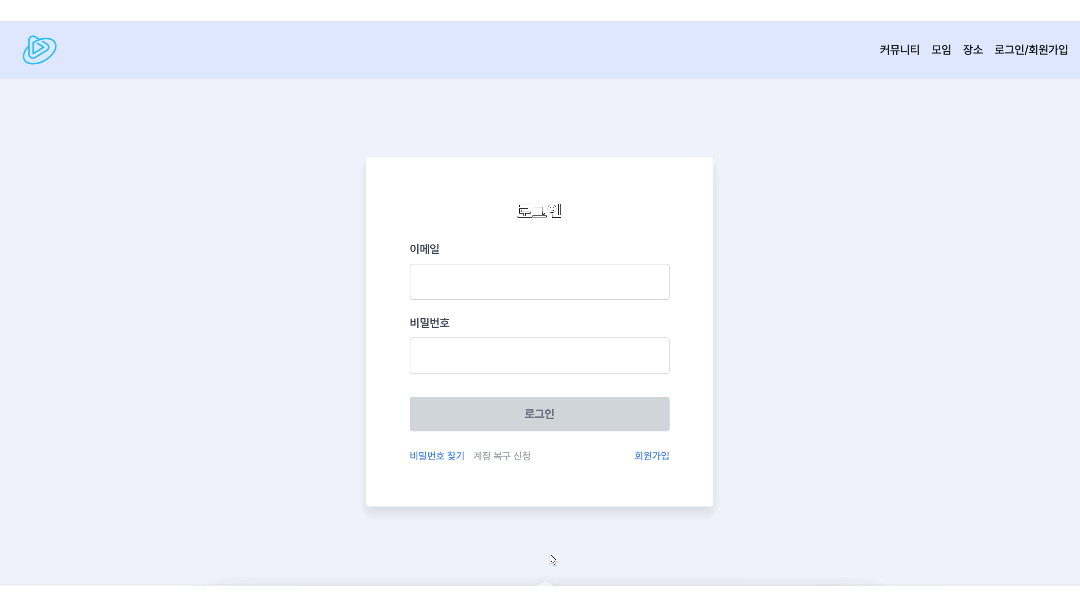 커뮤니티 모임 장소 로그인/회원가입
로그인
이메일
비밀번호
로그인
비밀번호 찾기 계정 복구 신청 회원가입